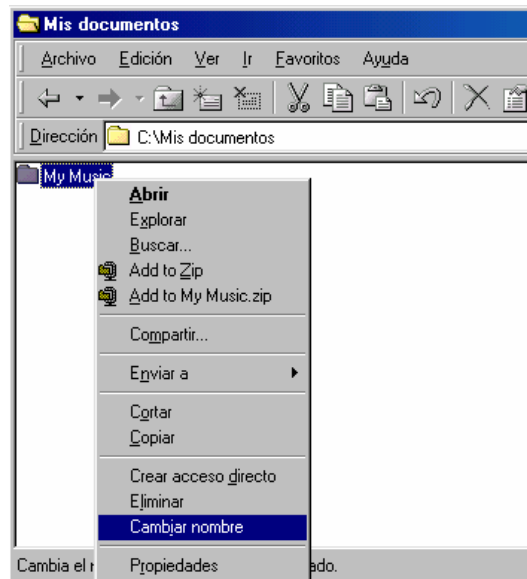 Mis documentos
Archivo Edición Ver Ir Favoritos Ayuda
Dirección C:\Mis documentos
My Music
Abrir
Explorar
Buscar...
Add to Zip
Add to My Music.zip
Compartir...
Enviar a
Cortar
Copiar
Crear acceso directo
Eliminar
Cambiar nombre
Propiedades
Cambia el